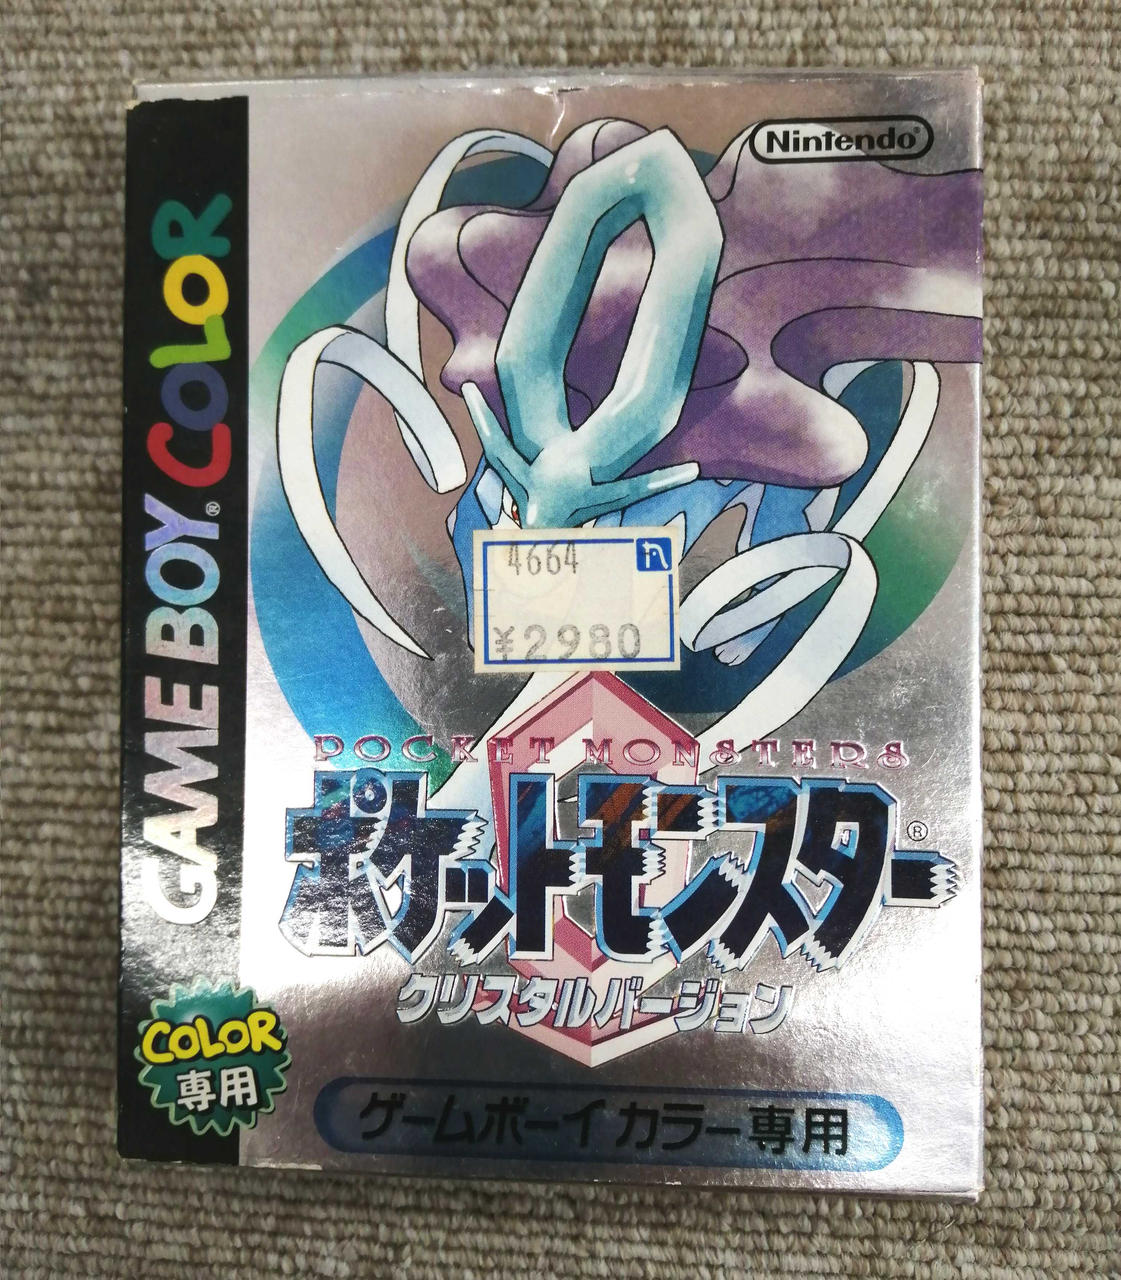 Nintendo®
GAME BOY® COLOR
4664
¥2980
POCKET MONSTERS
ポケットモンスター®
クリスタルバージョン
COLOR
専用
ゲームボーイカラー専用